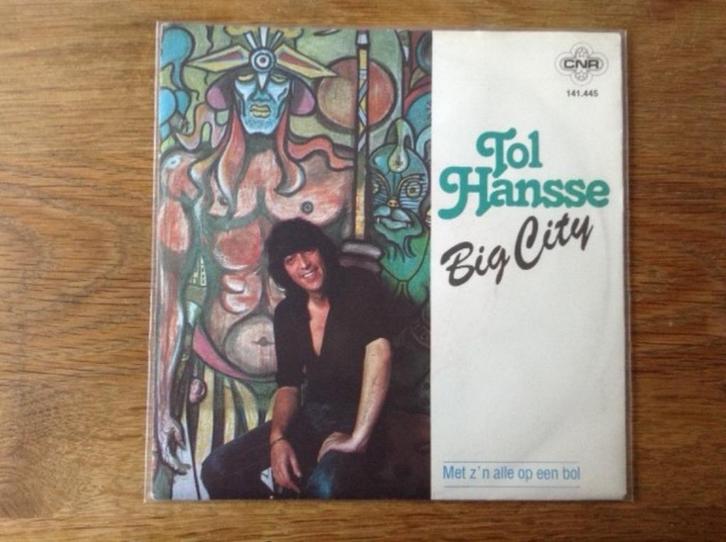 CNR
141.445
Tol
Hansse
Big City
Met z'n alle op een bol